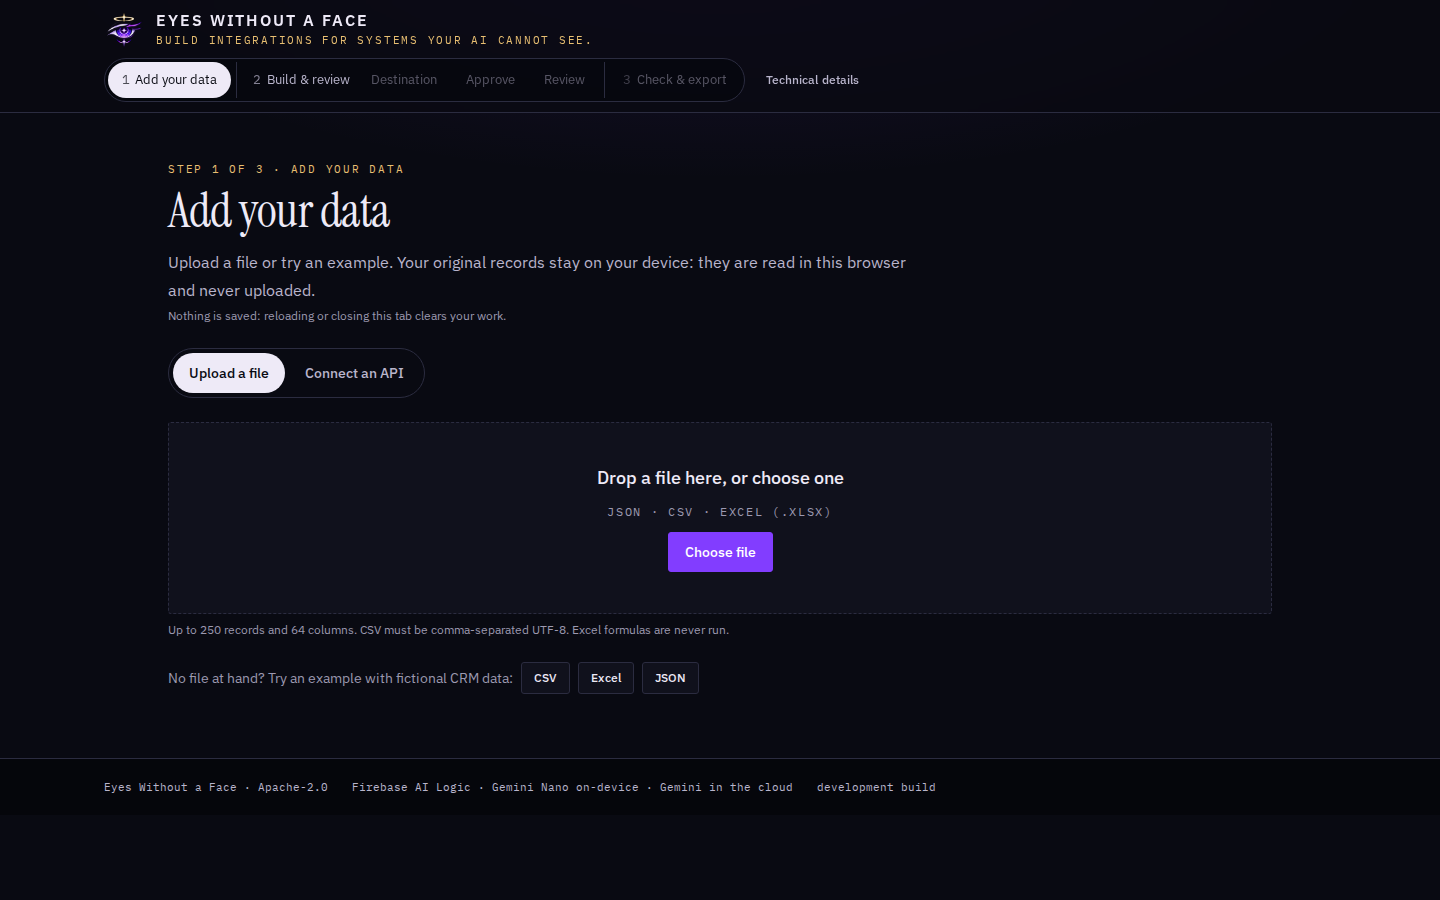 EYES WITHOUT A FACE
BUILD INTEGRATIONS FOR SYSTEMS YOUR AI CANNOT SEE.
1 Add your data 2 Build & review Destination Approve Review 3 Check & export Technical details
STEP 1 OF 3 · ADD YOUR DATA
Add your data
Upload a file or try an example. Your original records stay on your device: they are read in this browser
and never uploaded.
Nothing is saved: reloading or closing this tab clears your work.
Upload a file Connect an API
Drop a file here, or choose one
JSON · CSV · EXCEL (.XLSX)
Choose file
Up to 250 records and 64 columns. CSV must be comma-separated UTF-8. Excel formulas are never run.
No file at hand? Try an example with fictional CRM data: CSV Excel JSON
Eyes Without a Face · Apache-2.0 Firebase AI Logic · Gemini Nano on-device · Gemini in the cloud development build